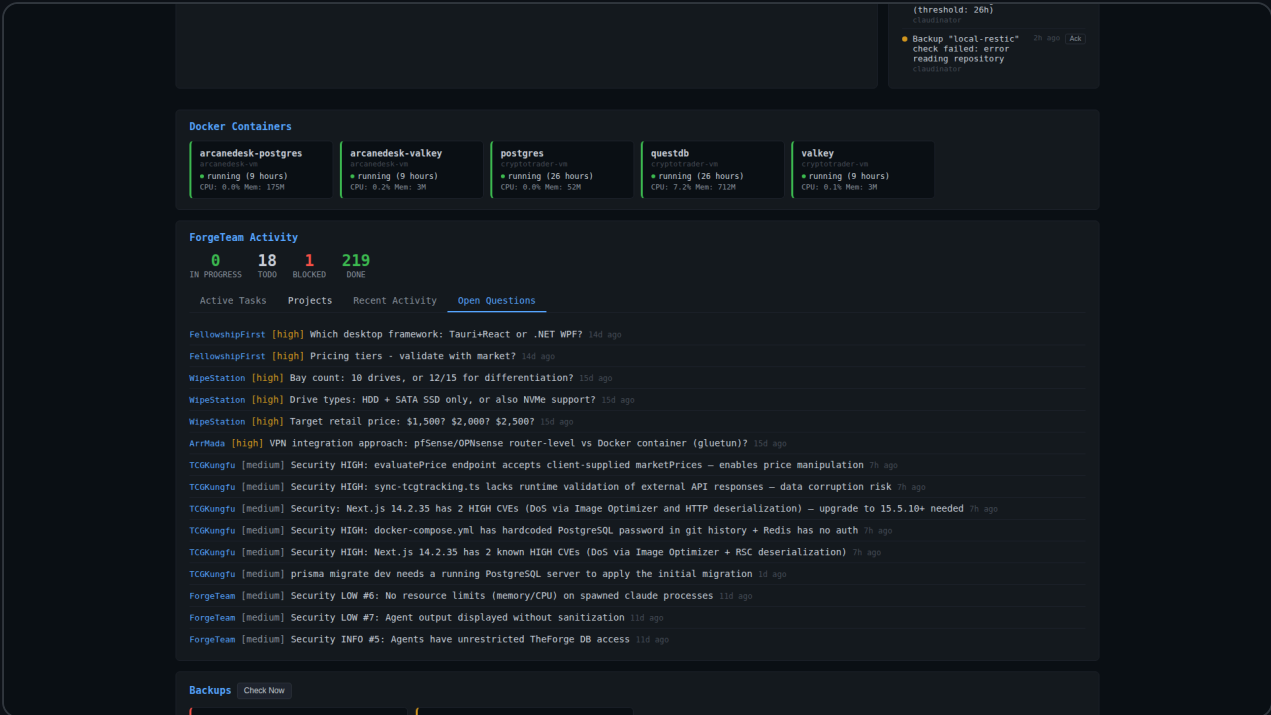 (threshold: 26h)
claudinator
Backup "local-restic" 2h ago Ack
check failed: error
reading repository
claudinator
Docker Containers
arcanedesk-postgres
arcanedesk-vm
running (9 hours)
CPU: 0.0% Mem: 175M
arcanedesk-valkey
arcanedesk-vm
running (9 hours)
CPU: 0.2% Mem: 3M
postgres
cryptotrader-vm
running (26 hours)
CPU: 0.0% Mem: 52M
questdb
cryptotrader-vm
running (26 hours)
CPU: 7.2% Mem: 712M
valkey
cryptotrader-vm
running (9 hours)
CPU: 0.1% Mem: 3M
ForgeTeam Activity
0 18 1 219
IN PROGRESS TODO BLOCKED DONE
Active Tasks Projects Recent Activity Open Questions
FellowshipFirst [high] Which desktop framework: Tauri+React or .NET WPF? 14d ago
FellowshipFirst [high] Pricing tiers - validate with market? 14d ago
WipeStation [high] Bay count: 10 drives, or 12/15 for differentiation? 15d ago
WipeStation [high] Drive types: HDD + SATA SSD only, or also NVMe support? 15d ago
WipeStation [high] Target retail price: $1,500? $2,000? $2,500? 15d ago
ArrMada [high] VPN integration approach: pfSense/OPNsense router-level vs Docker container (gluetun)? 15d ago
TCGKungfu [medium] Security HIGH: evaluatePrice endpoint accepts client-supplied marketPrices — enables price manipulation 7h ago
TCGKungfu [medium] Security HIGH: sync-tcgtracking.ts lacks runtime validation of external API responses — data corruption risk 7h ago
TCGKungfu [medium] Security: Next.js 14.2.35 has 2 HIGH CVEs (DoS via Image Optimizer and HTTP deserialization) — upgrade to 15.5.10+ needed 7h ago
TCGKungfu [medium] Security HIGH: docker-compose.yml has hardcoded PostgreSQL password in git history + Redis has no auth 7h ago
TCGKungfu [medium] Security HIGH: Next.js 14.2.35 has 2 known HIGH CVEs (DoS via Image Optimizer + RSC deserialization) 7h ago
TCGKungfu [medium] prisma migrate dev needs a running PostgreSQL server to apply the initial migration 1d ago
ForgeTeam [medium] Security LOW #6: No resource limits (memory/CPU) on spawned claude processes 11d ago
ForgeTeam [medium] Security LOW #7: Agent output displayed without sanitization 11d ago
ForgeTeam [medium] Security INFO #5: Agents have unrestricted TheForge DB access 11d ago
Backups Check Now